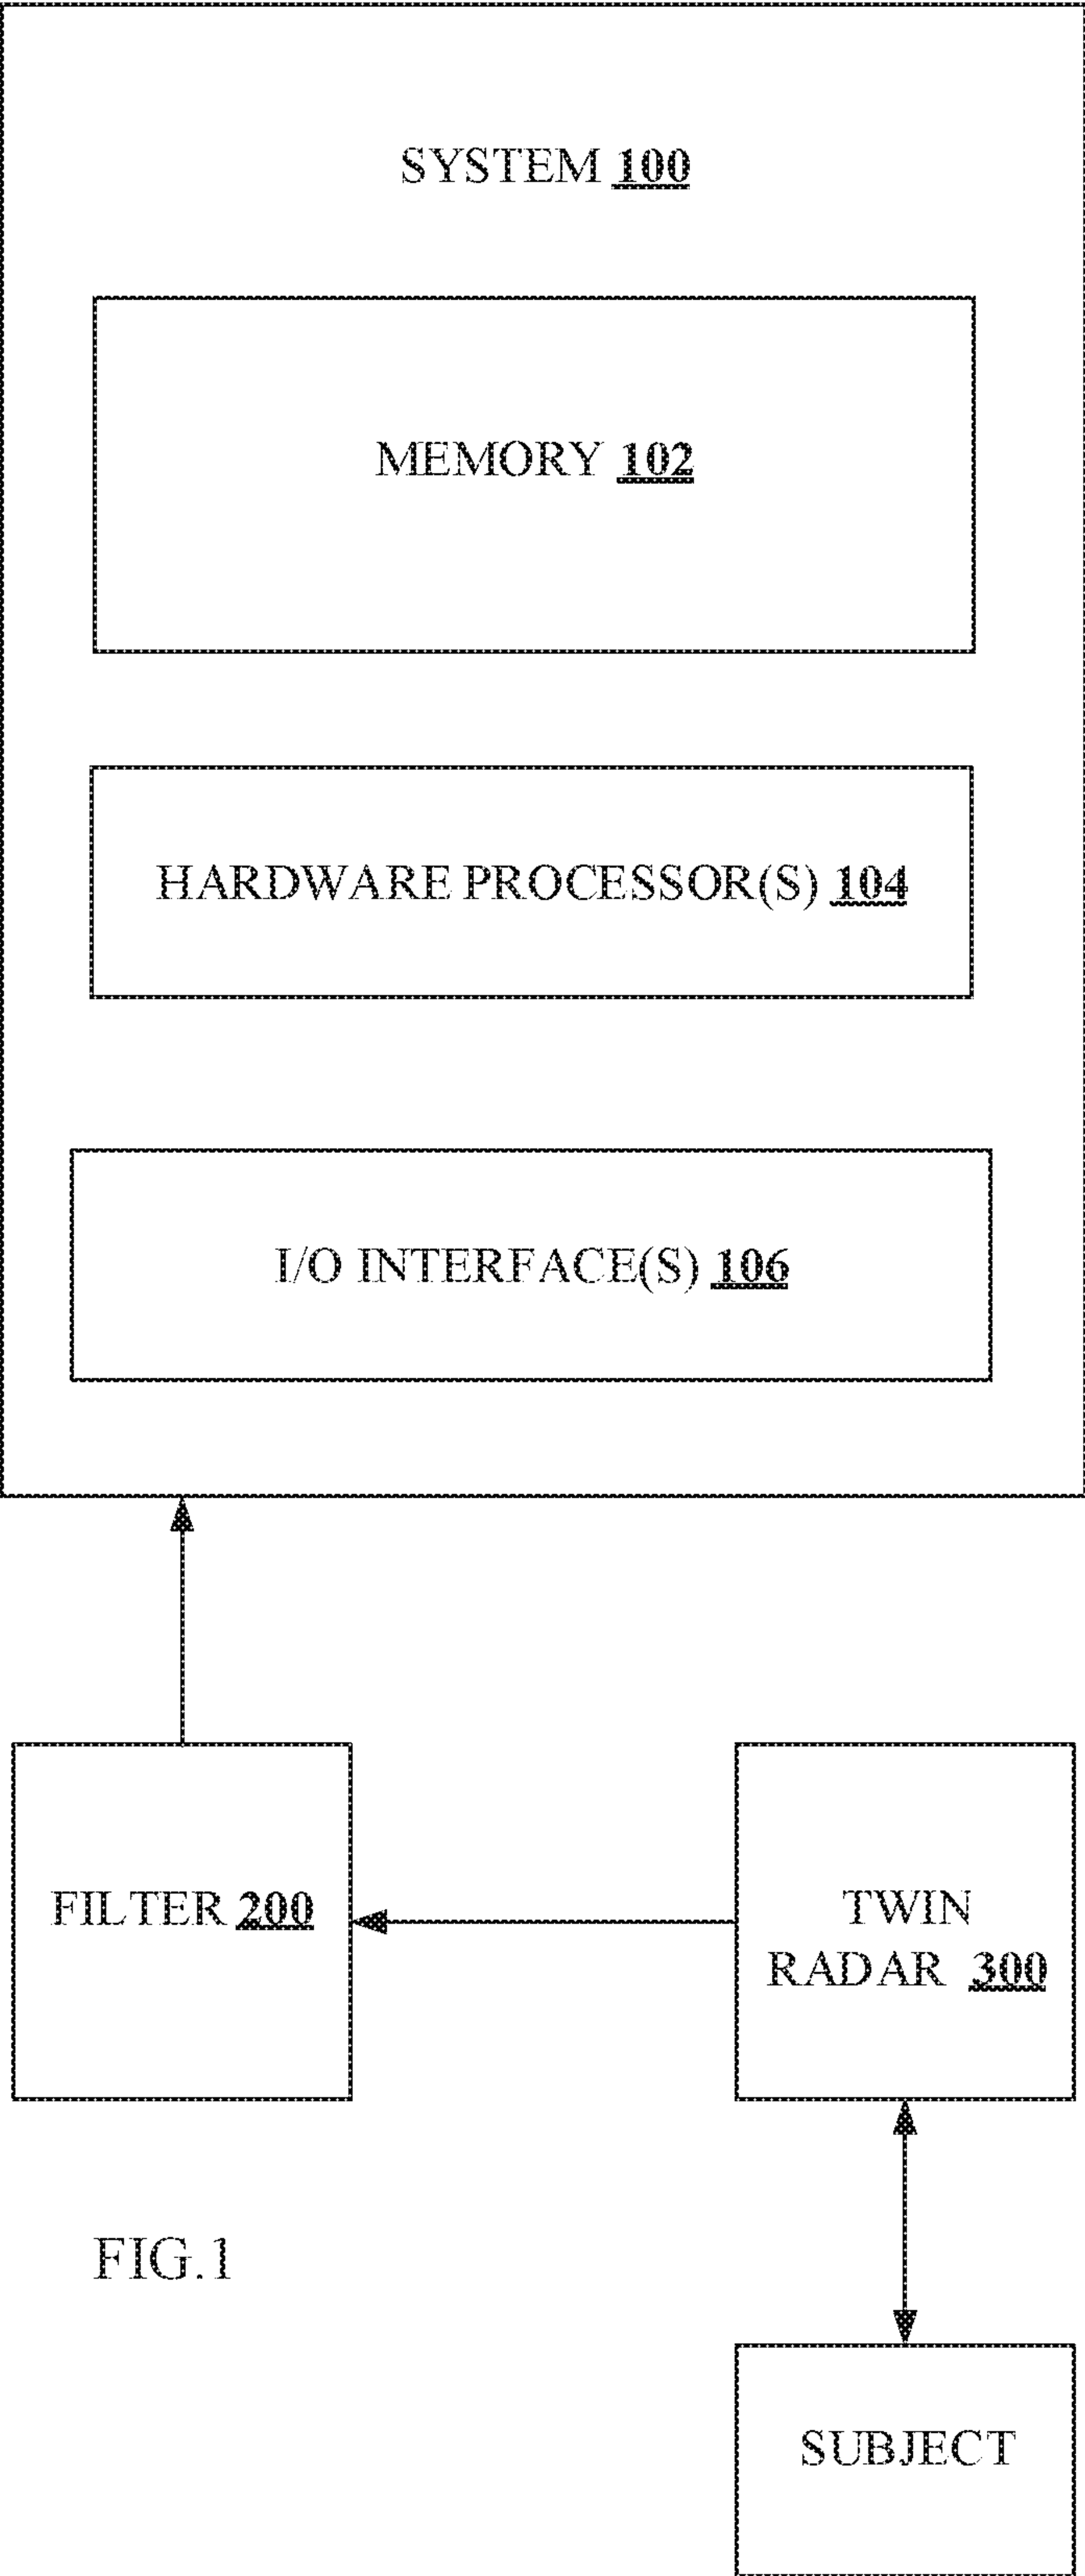 SYSTEM 100
MEMORY 102
HARDWARE PROCESSOR(S) 104
I/O INTERFACE(S) 106
FILTER 200
TWIN
RADAR 300
FIG.1
SUBJECT